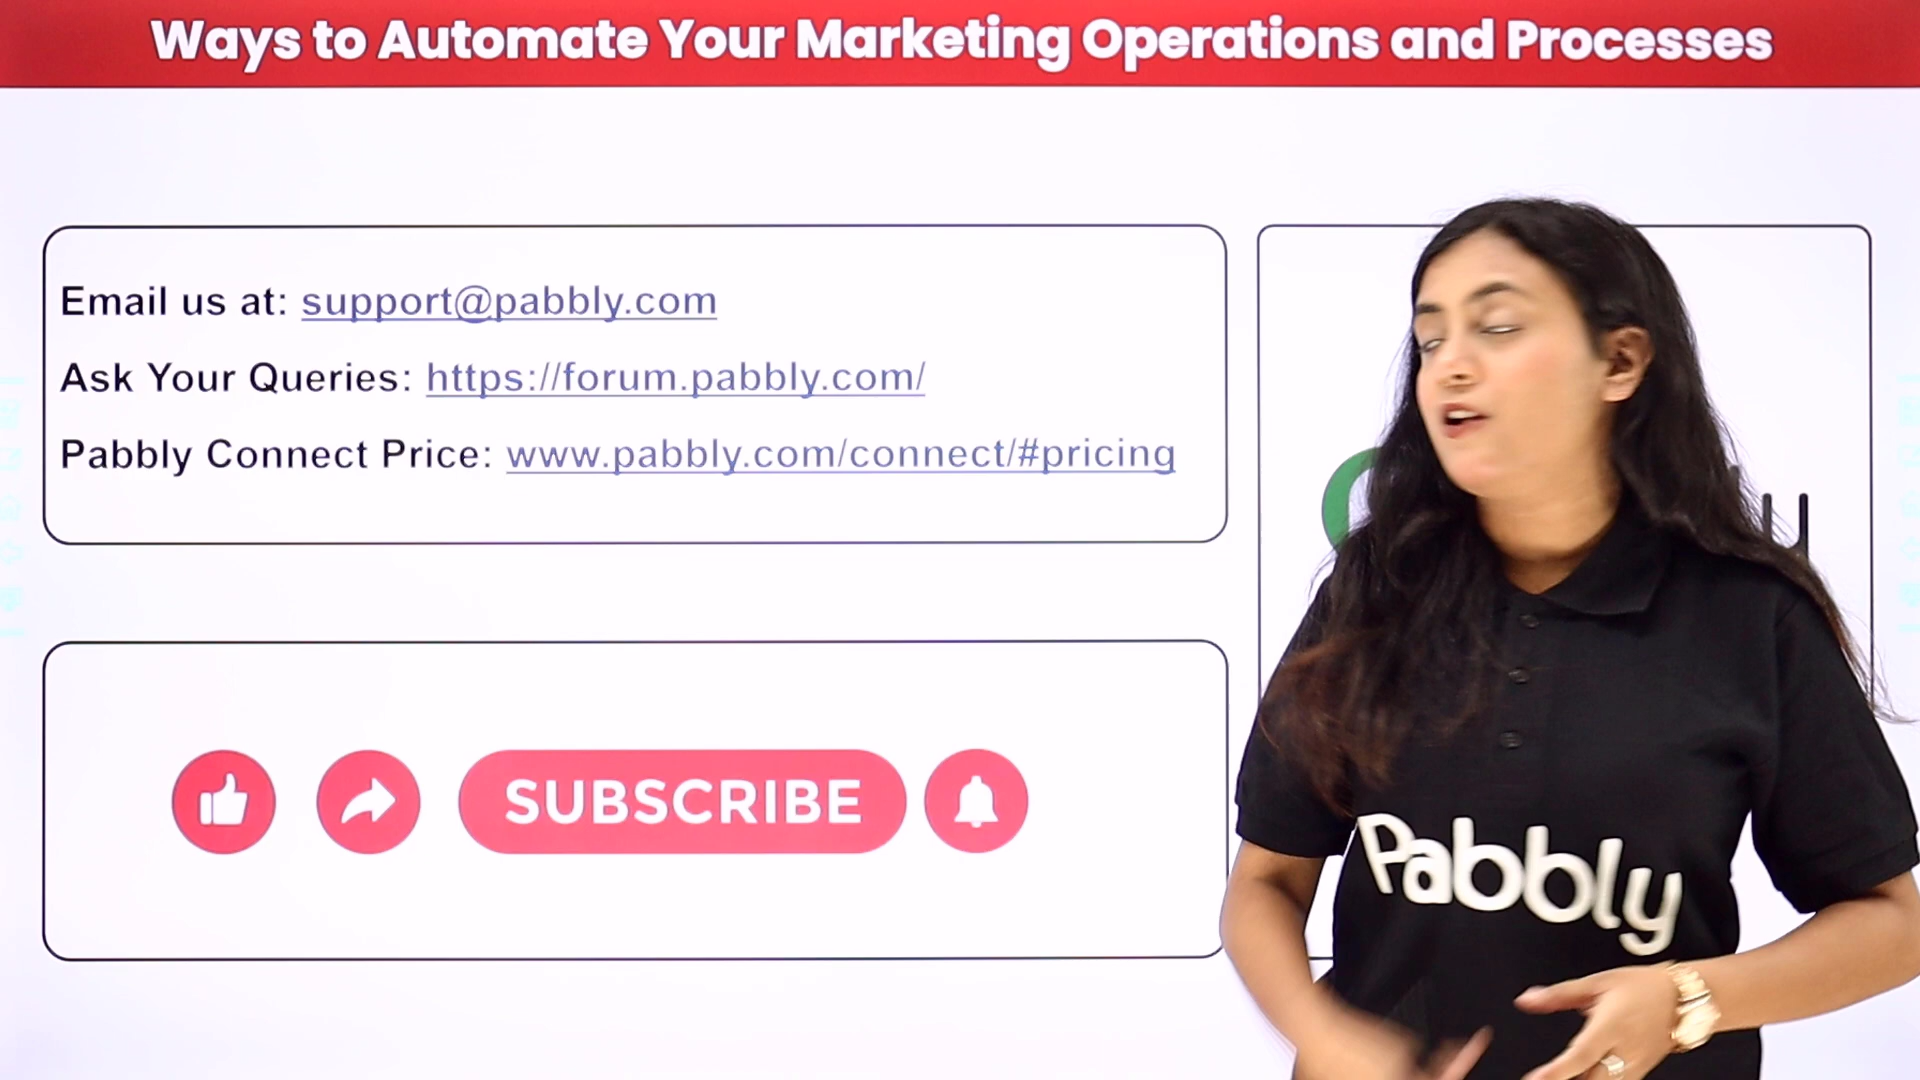 Ways to Automate Your Marketing Operations and Processes
Email us at: support@pabbly.com
Ask Your Queries: https://forum.pabbly.com/
Pabbly Connect Price: www.pabbly.com/connect/#pricing
SUBSCRIBE
Pabbly